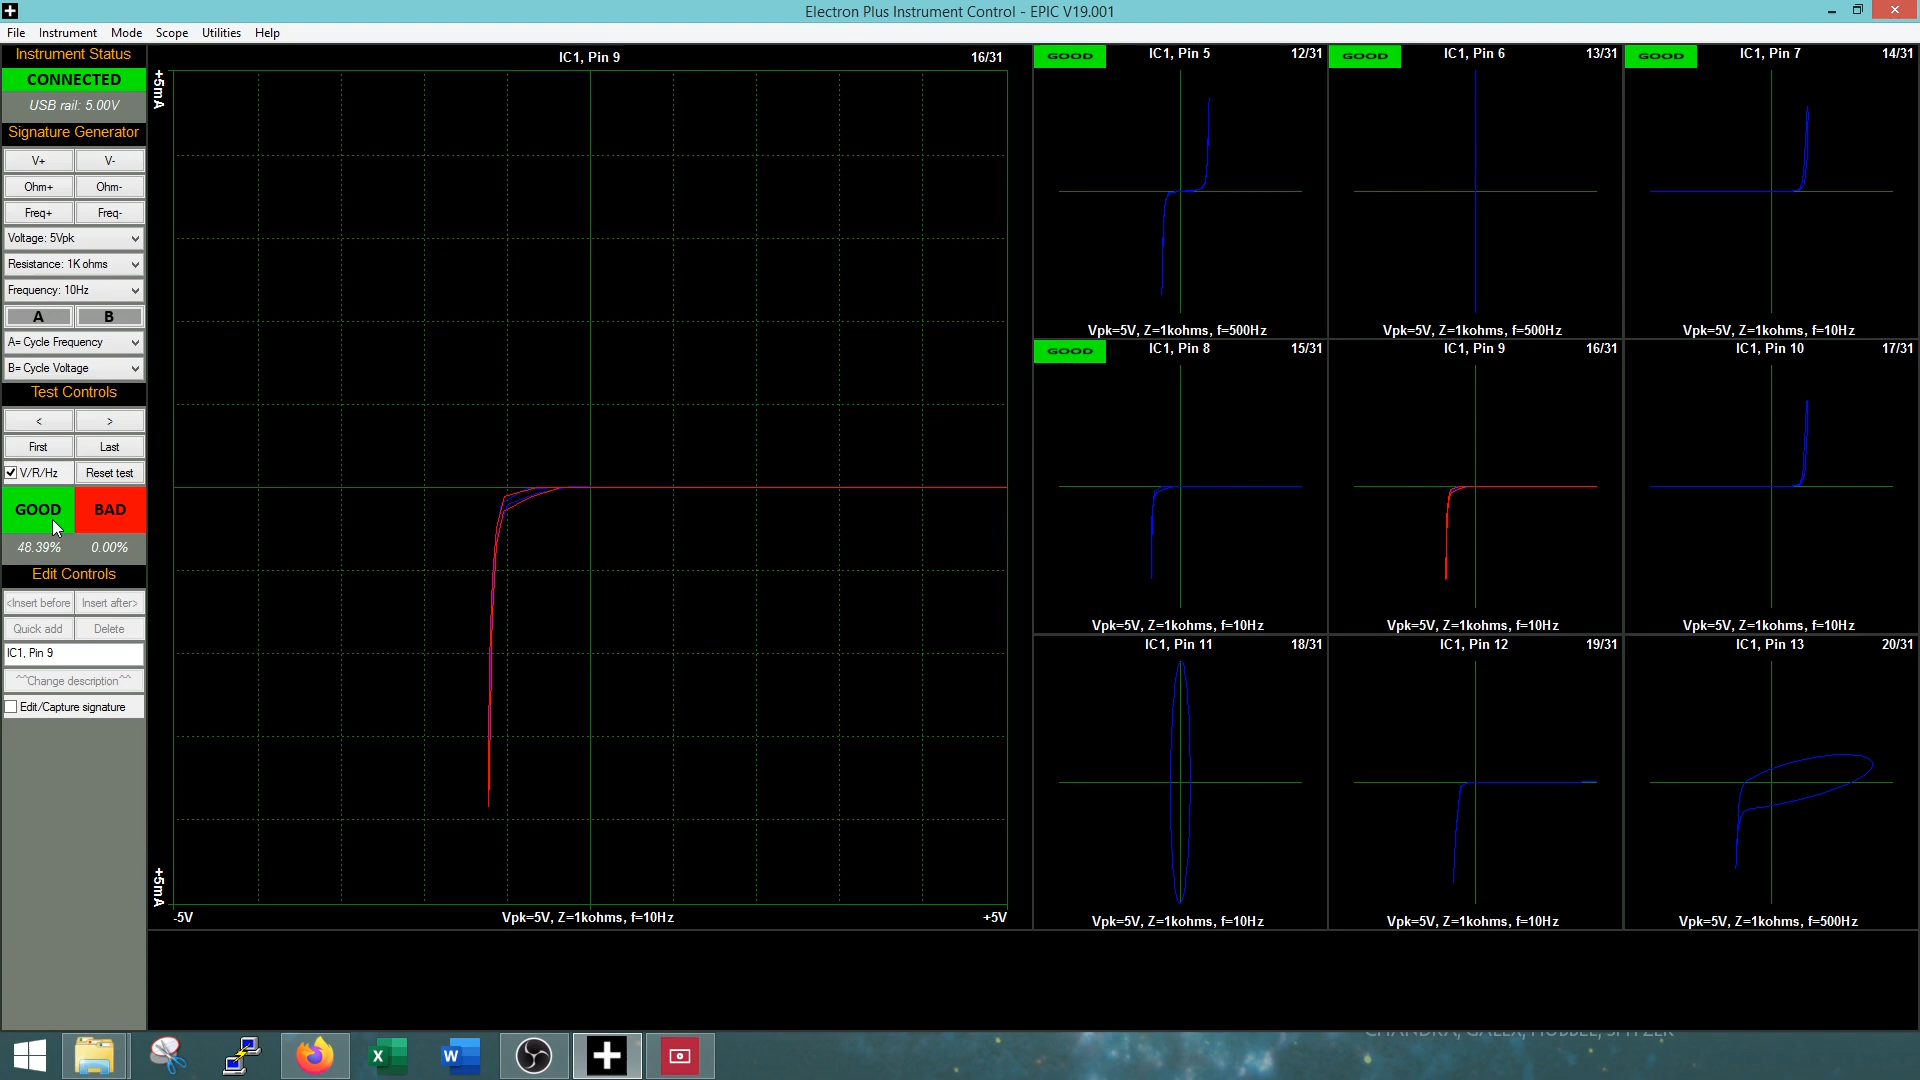 Electron Plus Instrument Control - EPIC V19.001
File Instrument Mode Scope Utilities Help
Instrument Status
CONNECTED
USB rail: 5.00V
Signature Generator
V+ V-
Ohm+ Ohm-
Freq+ Freq-
Voltage: 5Vpk
Resistance: 1K ohms
Frequency: 10Hz
A B
A= Cycle Frequency
B= Cycle Voltage
Test Controls
< >
First Last
V/R/Hz Reset test
GOOD BAD
48.39% 0.00%
Edit Controls
<Insert before Insert after>
Quick add Delete
IC1, Pin 9
^^Change description^^
Edit/Capture signature
IC1, Pin 9 16/31
+5mA
+5mA
-5V Vpk=5V, Z=1kohms, f=10Hz +5V
GOOD IC1, Pin 5 12/31
Vpk=5V, Z=1kohms, f=500Hz
GOOD IC1, Pin 6 13/31
Vpk=5V, Z=1kohms, f=500Hz
GOOD IC1, Pin 7 14/31
Vpk=5V, Z=1kohms, f=10Hz
GOOD IC1, Pin 8 15/31
Vpk=5V, Z=1kohms, f=10Hz
IC1, Pin 9 16/31
Vpk=5V, Z=1kohms, f=10Hz
IC1, Pin 10 17/31
Vpk=5V, Z=1kohms, f=10Hz
IC1, Pin 11 18/31
Vpk=5V, Z=1kohms, f=10Hz
IC1, Pin 12 19/31
Vpk=5V, Z=1kohms, f=10Hz
IC1, Pin 13 20/31
Vpk=5V, Z=1kohms, f=500Hz
X
W